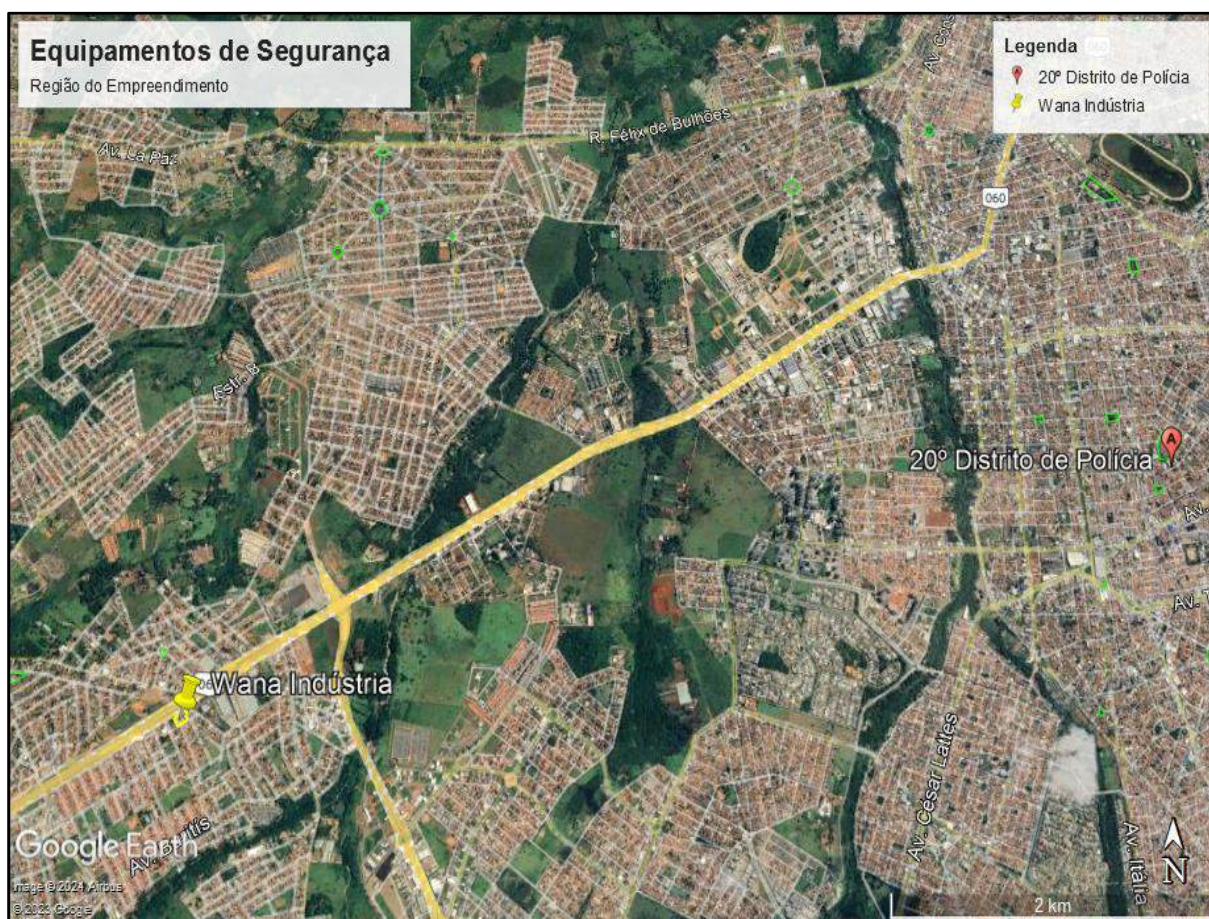 Equipamentos de Segurança
Região do Empreendimento
Legenda
20º Distrito de Polícia
Wana Indústria
060
Av. Cons
R. Félix de Bulhões
Av. La Paz
060
Estr. B
A
20º Distrito de Polícia
Av.
Av. T
Wana Indústria
Av. César Lattes
Av. Itália
Google Earth
Image © 2024 Airbus
© 2023 Google
N
2 km